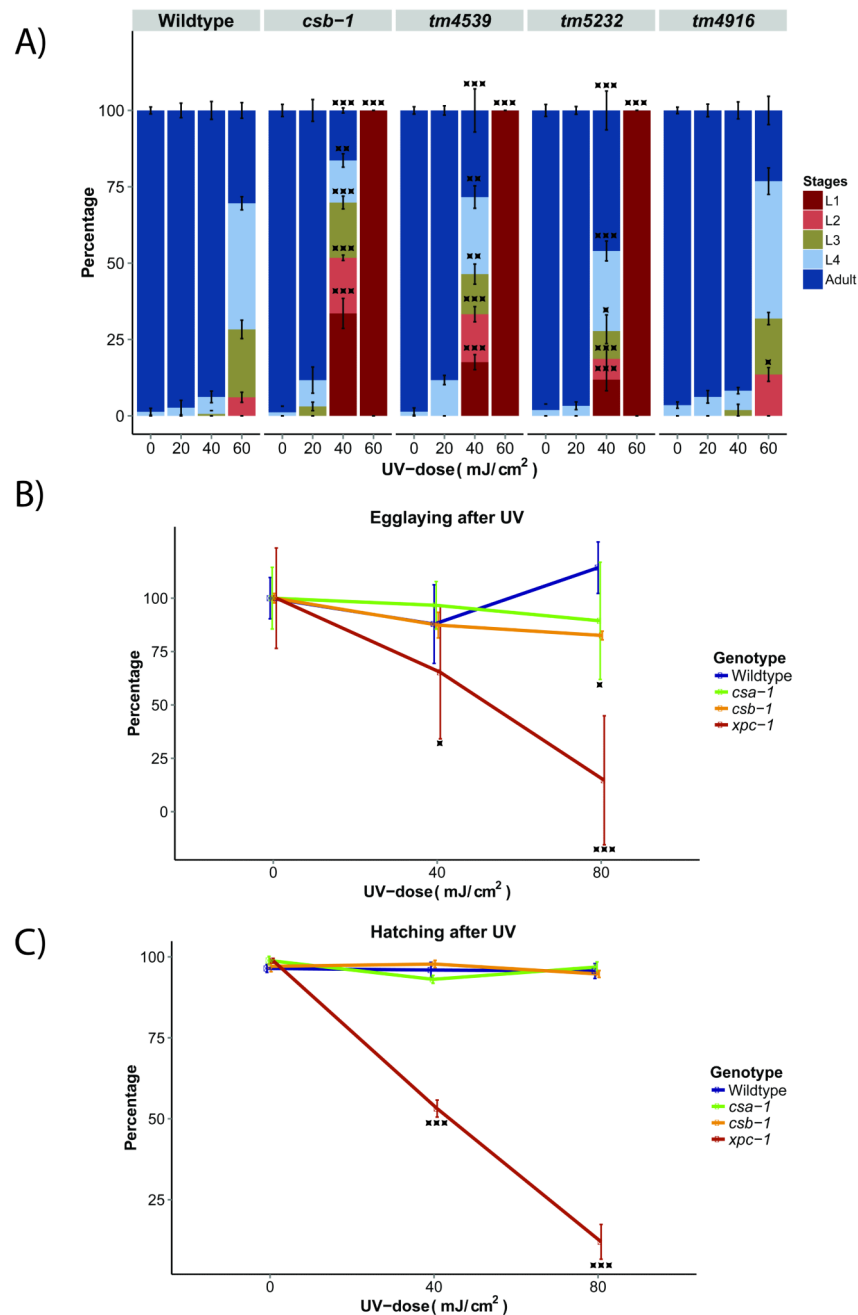 A)
Wildtype csb−1 tm4539 tm5232 tm4916
Percentage
100
75
50
25
0
¤¤¤ ¤¤¤
¤¤
¤¤¤
¤¤¤
¤¤¤
¤¤¤ ¤¤¤
¤¤
¤¤
¤¤¤
¤¤¤
¤¤¤ ¤¤¤
¤¤¤
¤
¤¤¤
¤¤¤
¤
0 20 40 60 0 20 40 60 0 20 40 60 0 20 40 60 0 20 40 60
UV−dose( mJ/cm²)
Stages
L1
L2
L3
L4
Adult
B)
Egglaying after UV
Percentage
100
75
50
25
0
¤
¤
¤¤¤
0 40 80
UV−dose( mJ/cm²)
Genotype
Wildtype
csa−1
csb−1
xpc−1
C)
Hatching after UV
Percentage
100
75
50
25
¤¤¤
¤¤¤
0 40 80
UV−dose( mJ/cm²)
Genotype
Wildtype
csa−1
csb−1
xpc−1